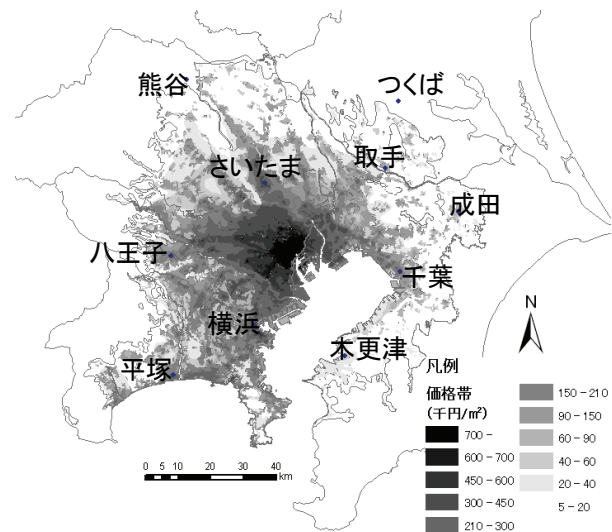 熊谷
つくば
さいたま
取手
成田
八王子
千葉
横浜
木更津
平塚
N
凡例
価格帯
(千円/㎡)
700 -
600 - 700
450 - 600
300 - 450
210 - 300
150 - 210
90 - 150
60 - 90
40 - 60
20 - 40
5 - 20
0 5 10 20 30 40
km